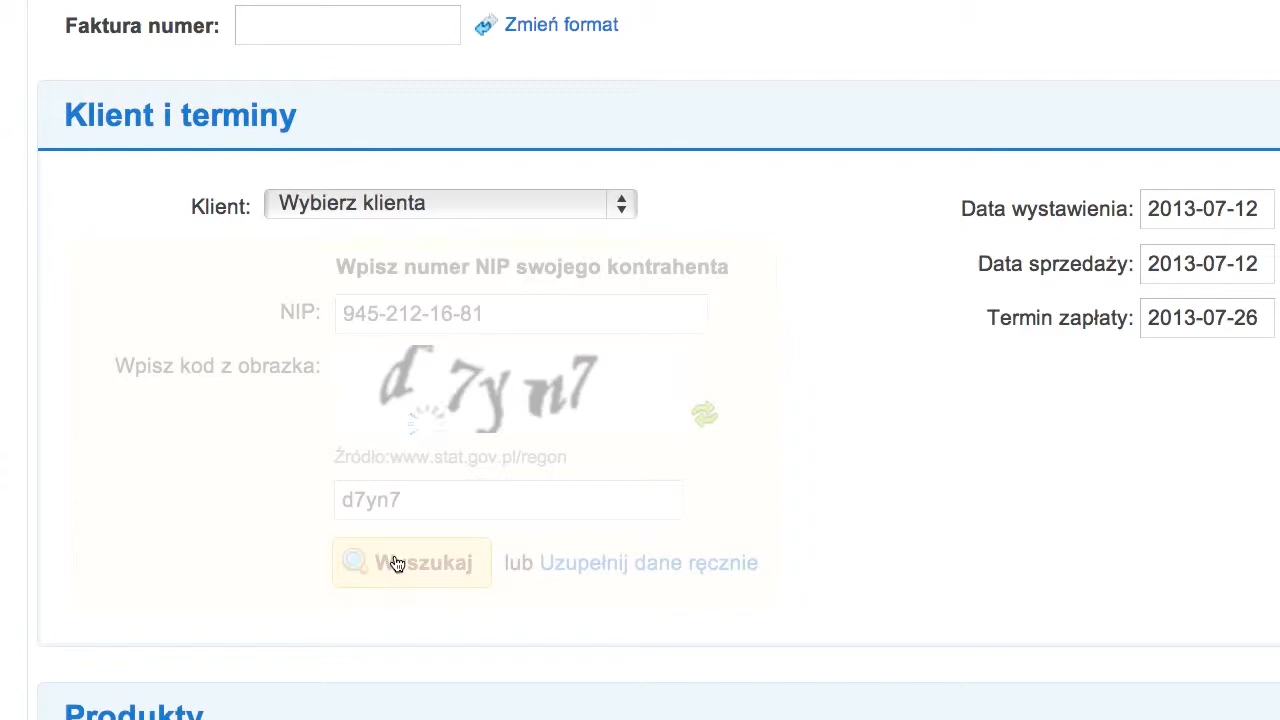 Faktura numer: Zmień format
Klient i terminy
Klient: Wybierz klienta
Data wystawienia: 2013-07-12
Data sprzedaży: 2013-07-12
Termin zapłaty: 2013-07-26
Wpisz numer NIP swojego kontrahenta
NIP: 945-212-16-81
Wpisz kod z obrazka:
d7yn7
Źródło:www.stat.gov.pl/regon
d7yn7
Wyszukaj lub Uzupełnij dane ręcznie
Produkty